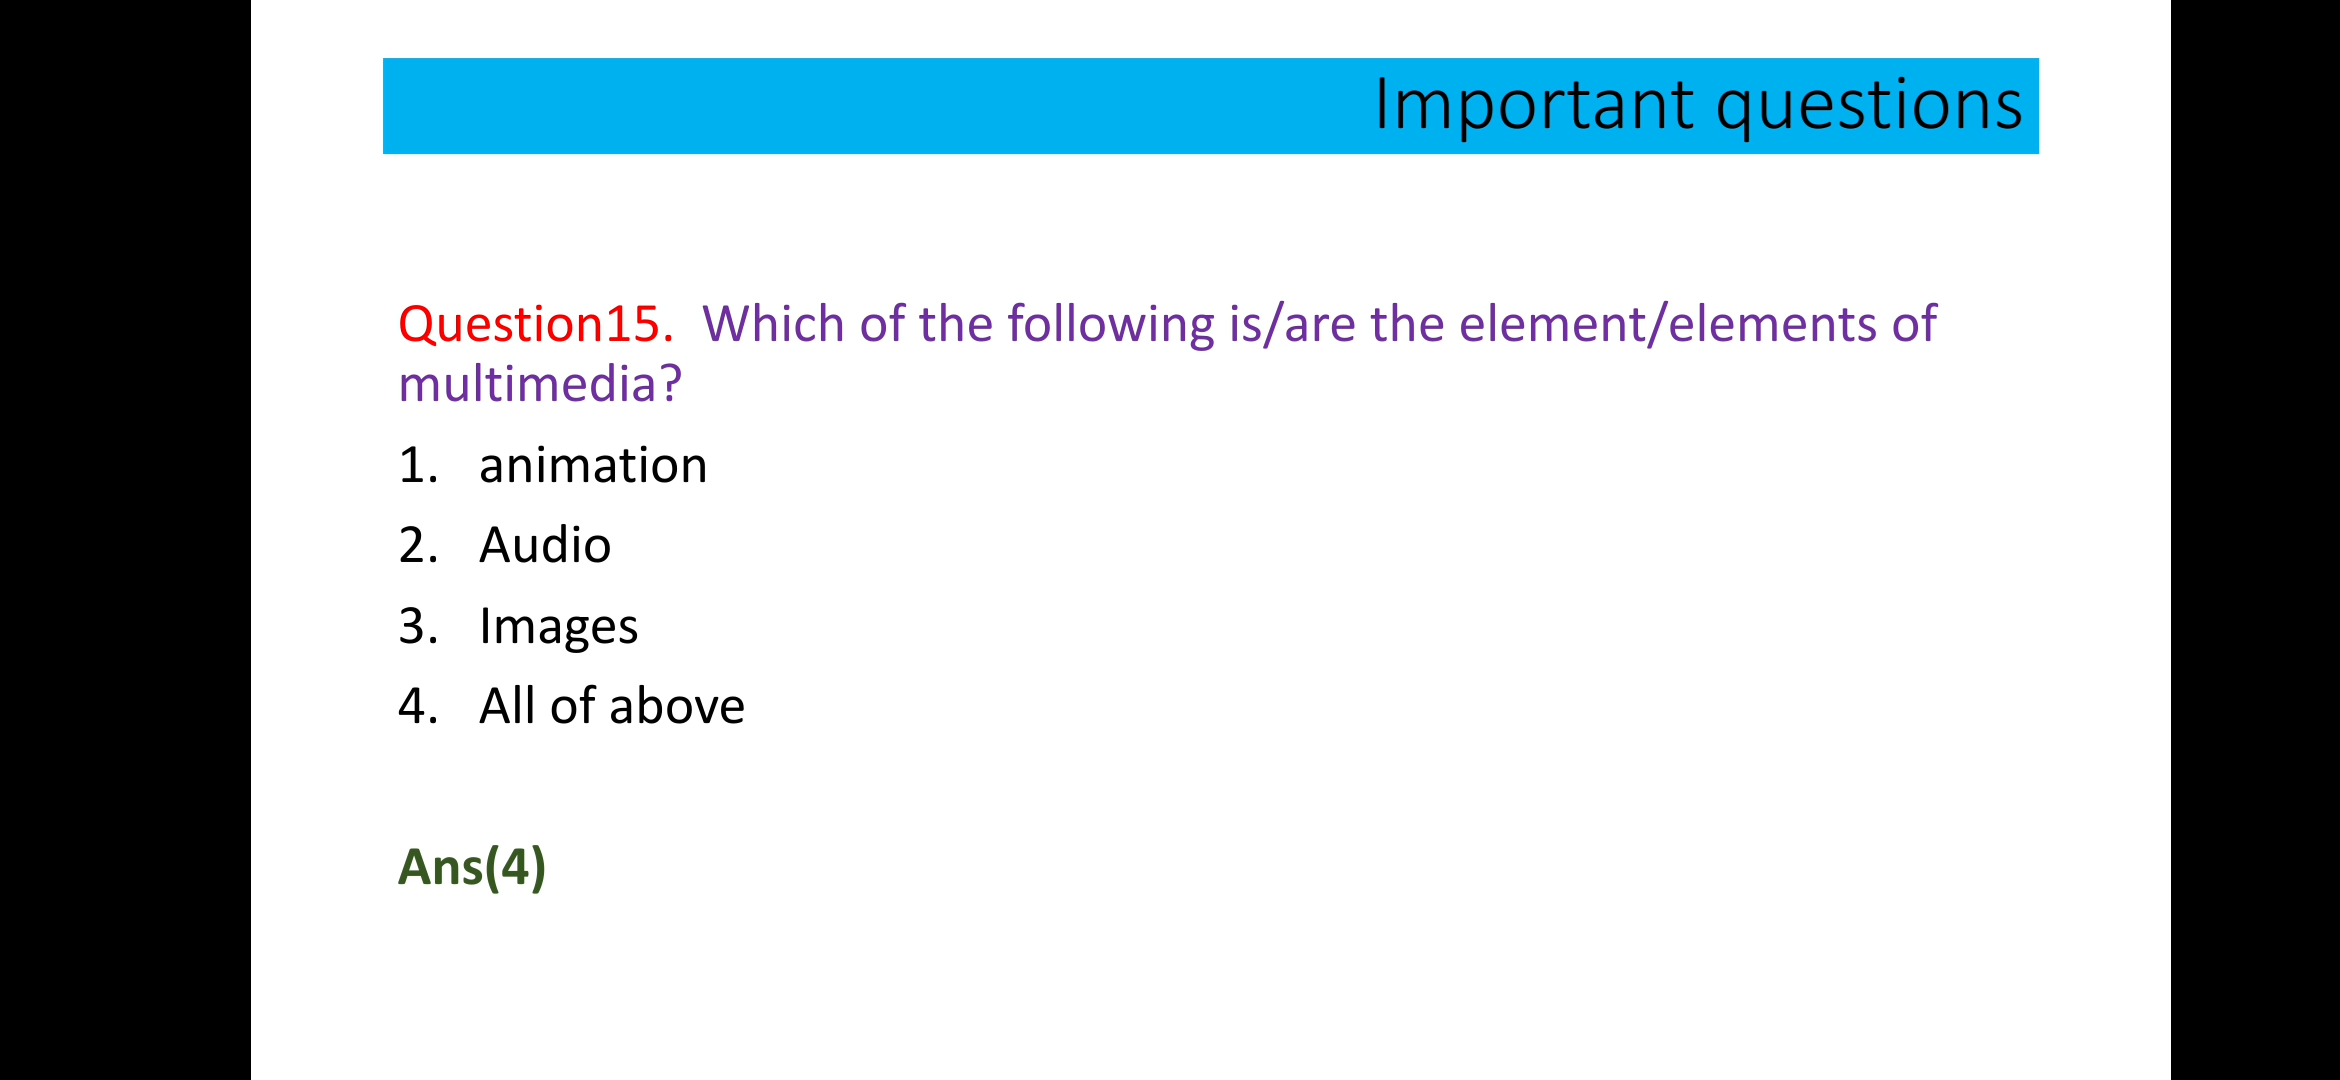 Important questions
Question15.  Which of the following is/are the element/elements of
multimedia?
1. animation
2. Audio
3. Images
4. All of above
Ans(4)